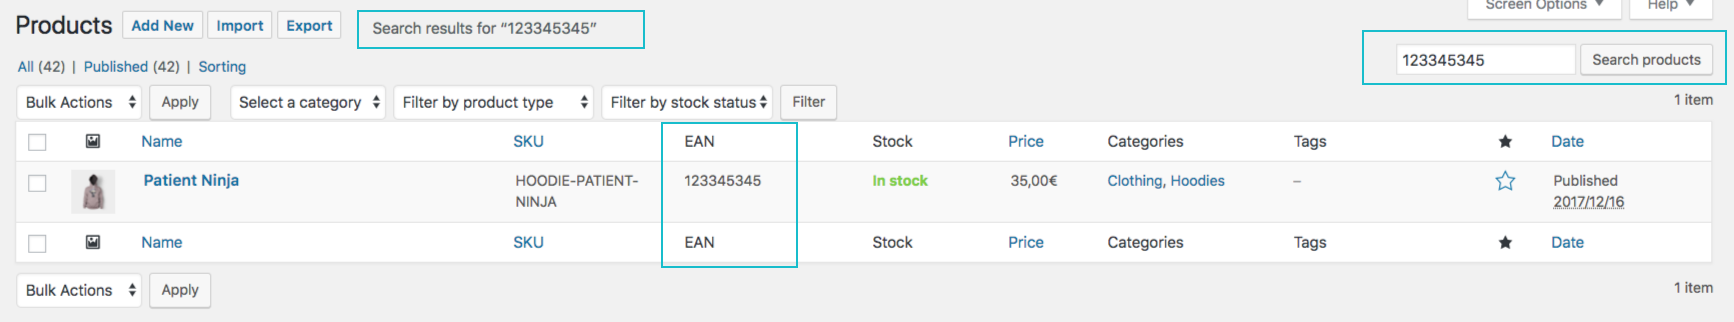 Screen Options ▼ Help ▼
Products Add New Import Export Search results for “123345345”
123345345 Search products
All (42) | Published (42) | Sorting
Bulk Actions Apply Select a category Filter by product type Filter by stock status Filter 1 item
Name SKU EAN Stock Price Categories Tags ★ Date
Patient Ninja HOODIE-PATIENT- 123345345 In stock 35,00€ Clothing, Hoodies – Published
NINJA 2017/12/16
Name SKU EAN Stock Price Categories Tags ★ Date
Bulk Actions Apply 1 item